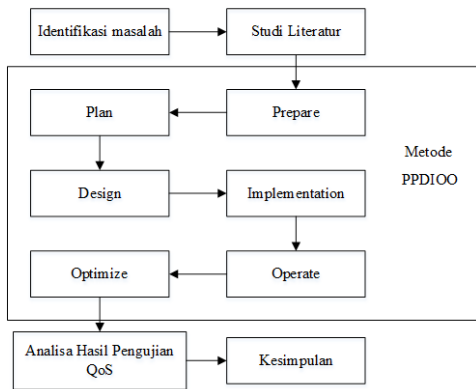 Identifikasi masalah
Studi Literatur
Prepare
Plan
Metode
PPDIOO
Design
Implementation
Operate
Optimize
Analisa Hasil Pengujian
QoS
Kesimpulan